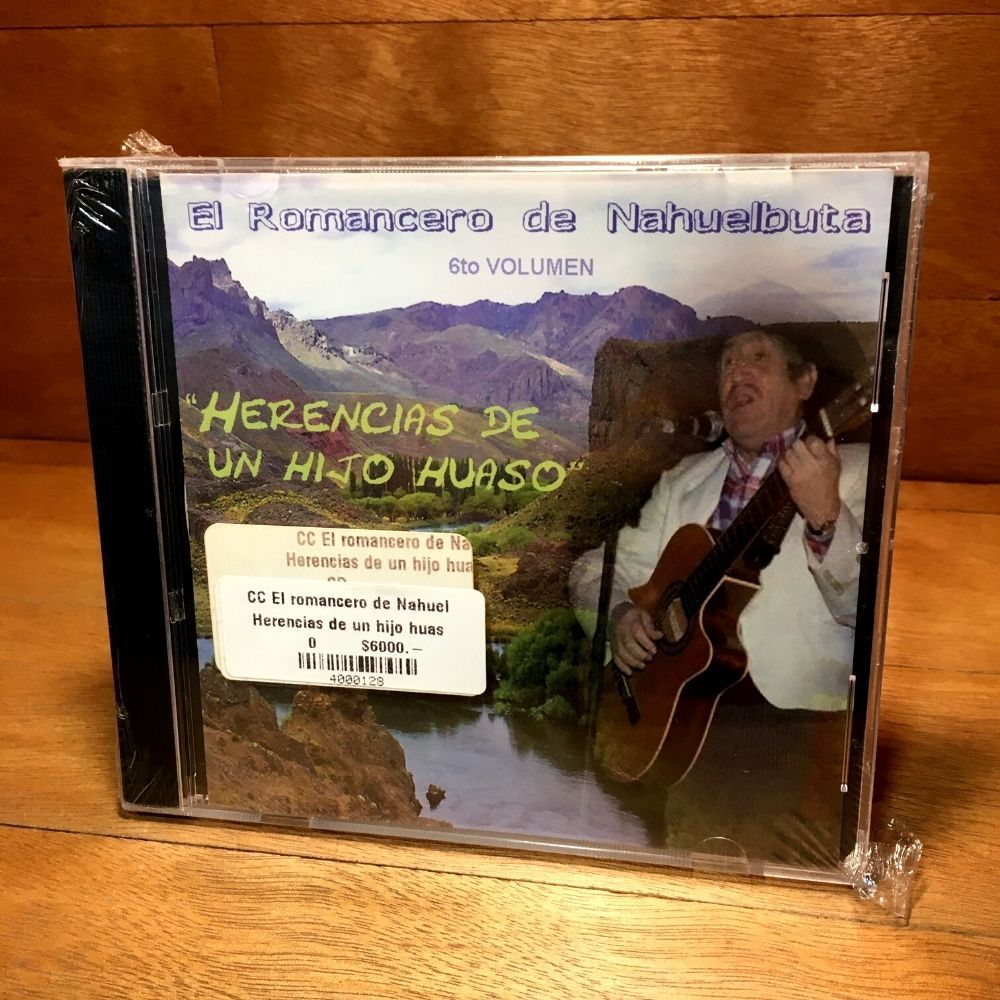 El Romancero de Nahuelbuta
6to VOLUMEN
“HERENCIAS DE
UN HIJO HUASO”
CC El romancero de Na
Herencias de un hijo hua
CC El romancero de Nahuel
Herencias de un hijo huas
0 $6000.–
4000128